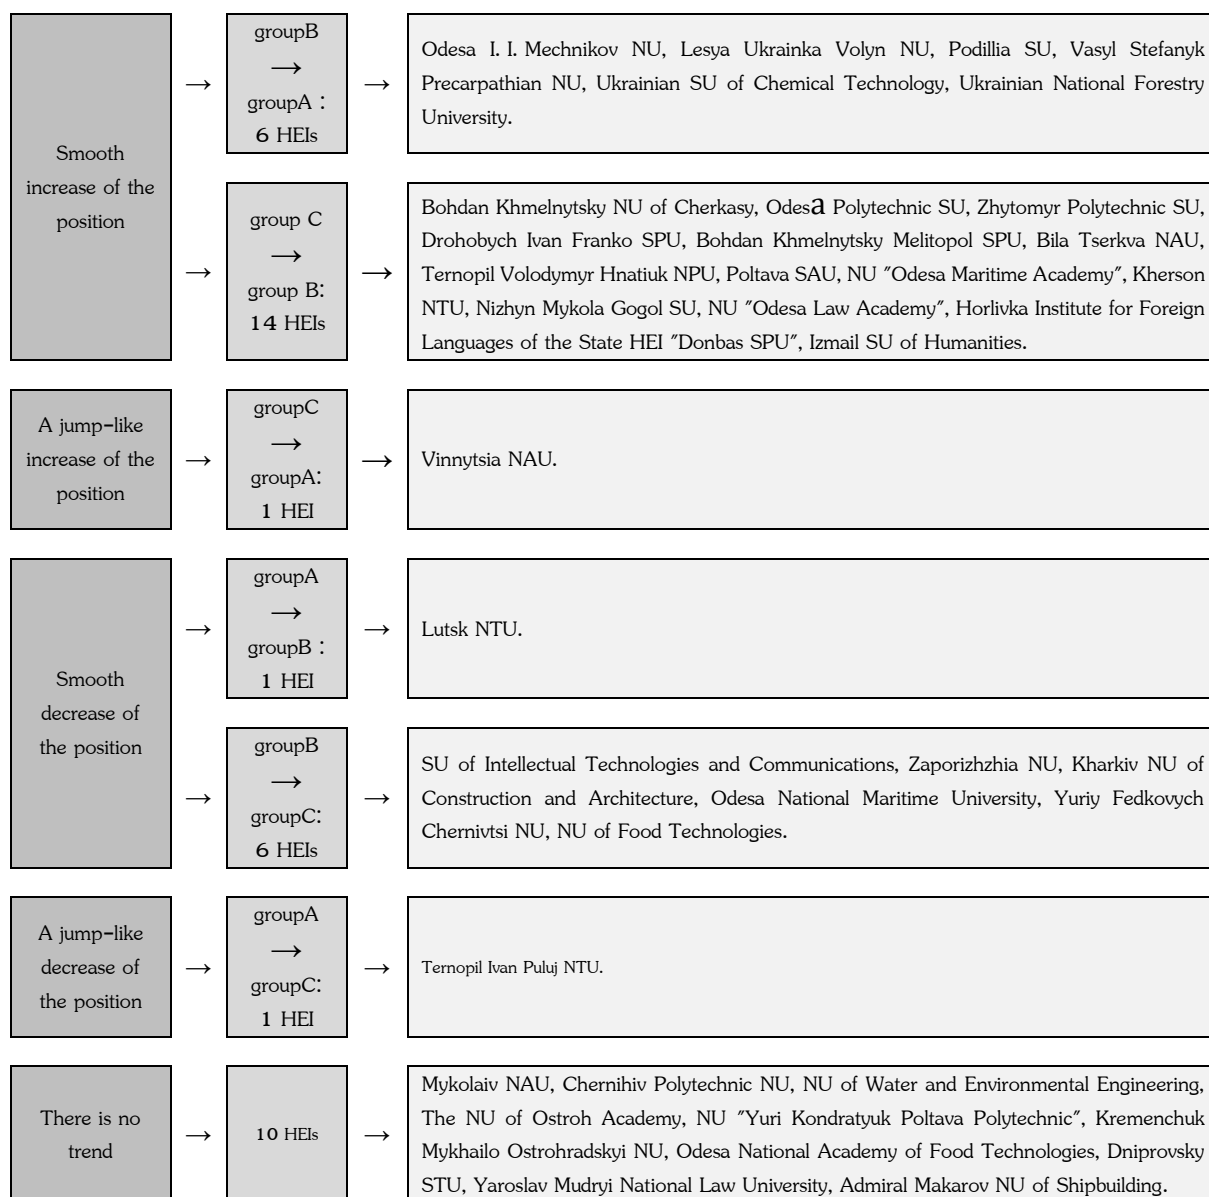 Smooth
increase of the
position
→
groupB
→
groupA :
6 HEIs
→
Odesa I. I. Mechnikov NU, Lesya Ukrainka Volyn NU, Podillia SU, Vasyl Stefanyk
Precarpathian NU, Ukrainian SU of Chemical Technology, Ukrainian National Forestry
University.
→
group C
→
group B:
14 HEIs
→
Bohdan Khmelnytsky NU of Cherkasy, Odesa Polytechnic SU, Zhytomyr Polytechnic SU,
Drohobych Ivan Franko SPU, Bohdan Khmelnytsky Melitopol SPU, Bila Tserkva NAU,
Ternopil Volodymyr Hnatiuk NPU, Poltava SAU, NU "Odesa Maritime Academy", Kherson
NTU, Nizhyn Mykola Gogol SU, NU "Odesa Law Academy", Horlivka Institute for Foreign
Languages of the State HEI "Donbas SPU", Izmail SU of Humanities.
A jump-like
increase of the
position
→
groupC
→
groupA:
1 HEI
→
Vinnytsia NAU.
Smooth
decrease of
the position
→
groupA
→
groupB :
1 HEI
→
Lutsk NTU.
→
groupB
→
groupC:
6 HEIs
→
SU of Intellectual Technologies and Communications, Zaporizhzhia NU, Kharkiv NU of
Construction and Architecture, Odesa National Maritime University, Yuriy Fedkovych
Chernivtsi NU, NU of Food Technologies.
A jump-like
decrease of
the position
→
groupA
→
groupC:
1 HEI
→
Ternopil Ivan Puluj NTU.
There is no
trend
→
10 HEIs
→
Mykolaiv NAU, Chernihiv Polytechnic NU, NU of Water and Environmental Engineering,
The NU of Ostroh Academy, NU "Yuri Kondratyuk Poltava Polytechnic", Kremenchuk
Mykhailo Ostrohradskyi NU, Odesa National Academy of Food Technologies, Dniprovsky
STU, Yaroslav Mudryi National Law University, Admiral Makarov NU of Shipbuilding.